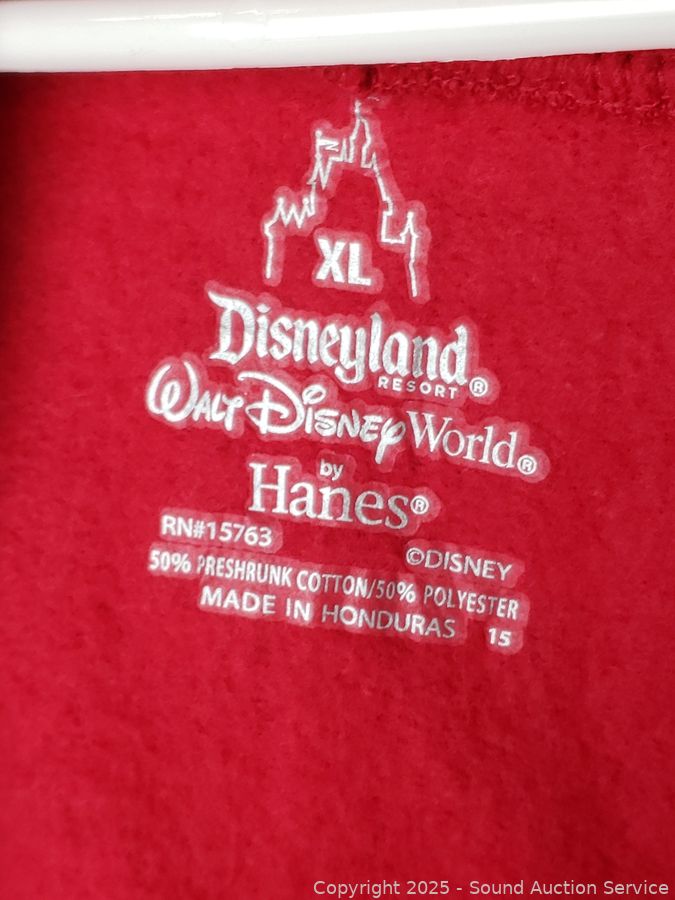 XL
Disneyland
RESORT®
WALT DISNEY World®
by
Hanes®
RN#15763
©DISNEY
50% PRESHRUNK COTTON/50% POLYESTER
MADE IN HONDURAS 15
Copyright 2025 - Sound Auction Service